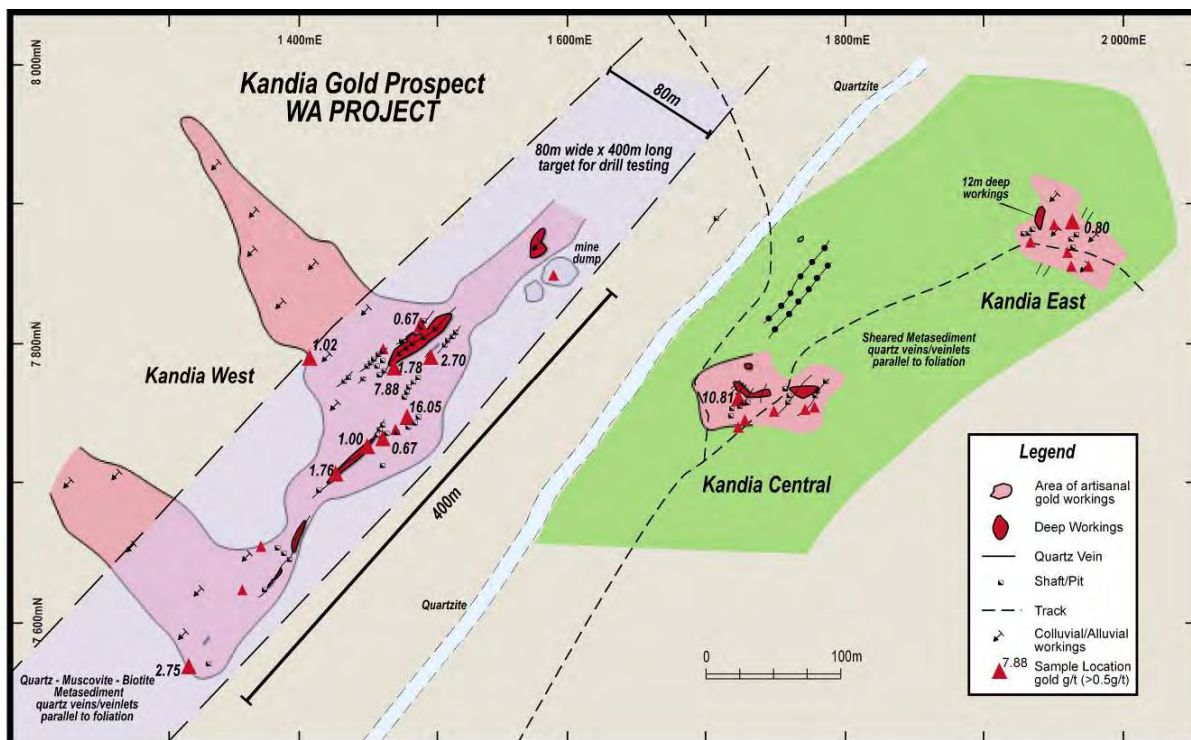 1 400mE
1 600mE
1 800mE
2 000mE
8 000mN
7 800mN
7 600mN
Kandia Gold Prospect
WA PROJECT
80m
80m wide x 400m long
target for drill testing
Quartzite
12m deep
workings
0.80
Kandia East
mine
dump
0.67
1.02
1.78
2.70
7.88
Kandia West
Sheared Metasediment
quartz veins/veinlets
parallel to foliation
16.05
10.81
1.00
0.67
1.76
Kandia Central
400m
Quartzite
2.75
Quartz - Muscovite - Biotite
Metasediment
quartz veins/veinlets
parallel to foliation
0
100m
Legend
Area of artisanal
gold workings
Deep Workings
Quartz Vein
Shaft/Pit
Track
Colluvial/Alluvial
workings
7.88
Sample Location
gold g/t (>0.5g/t)